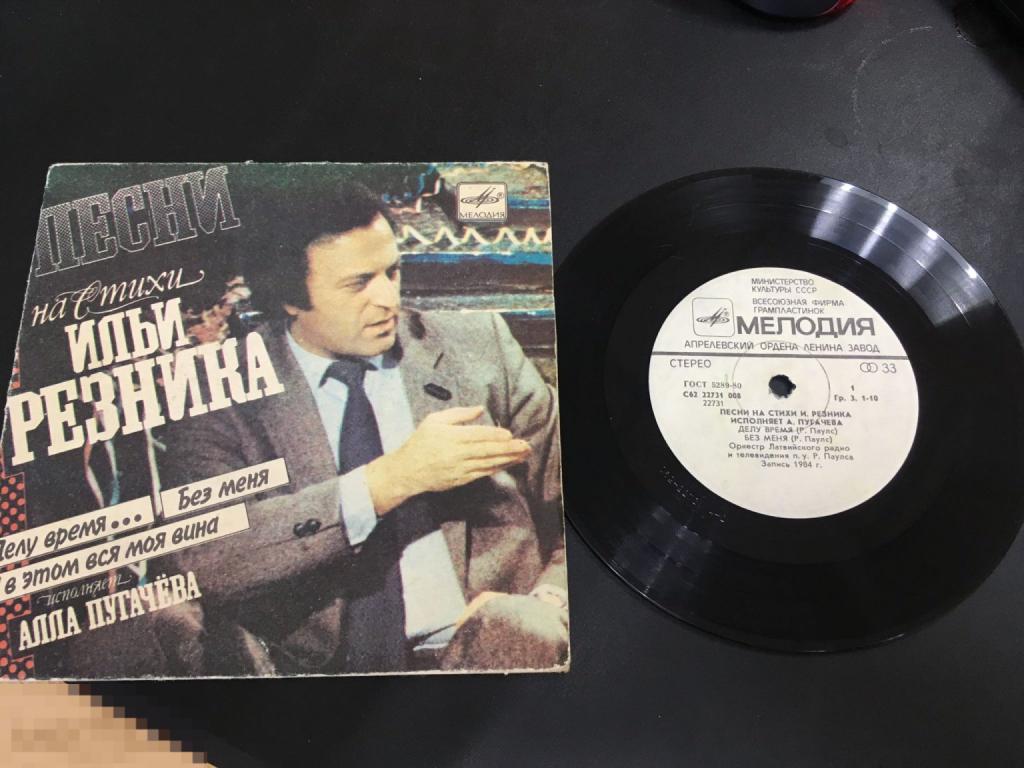 ПЕСНИ
на Стихи
ИЛЬИ
РЕЗНИКА
МЕЛОДИЯ
Делу время...
Без меня
в этом вся моя вина
исполняет
АЛЛА ПУГАЧЁВА
МИНИСТЕРСТВО
КУЛЬТУРЫ СССР
ВСЕСОЮЗНАЯ ФИРМА
ГРАМПЛАСТИНОК
МЕЛОДИЯ
АПРЕЛЕВСКИЙ ОРДЕНА ЛЕНИНА ЗАВОД
СТЕРЕО
33
ГОСТ 5289-80
1
С62 22731 008
Гр. 3. 1-10
22731
ПЕСНИ НА СТИХИ И. РЕЗНИКА
ИСПОЛНЯЕТ А. ПУГАЧЕВА
ДЕЛУ ВРЕМЯ (Р. Паулс)
БЕЗ МЕНЯ (Р. Паулс)
Оркестр Латвийского радио
и телевидения п. у. Р. Паулса
Запись 1984 г.